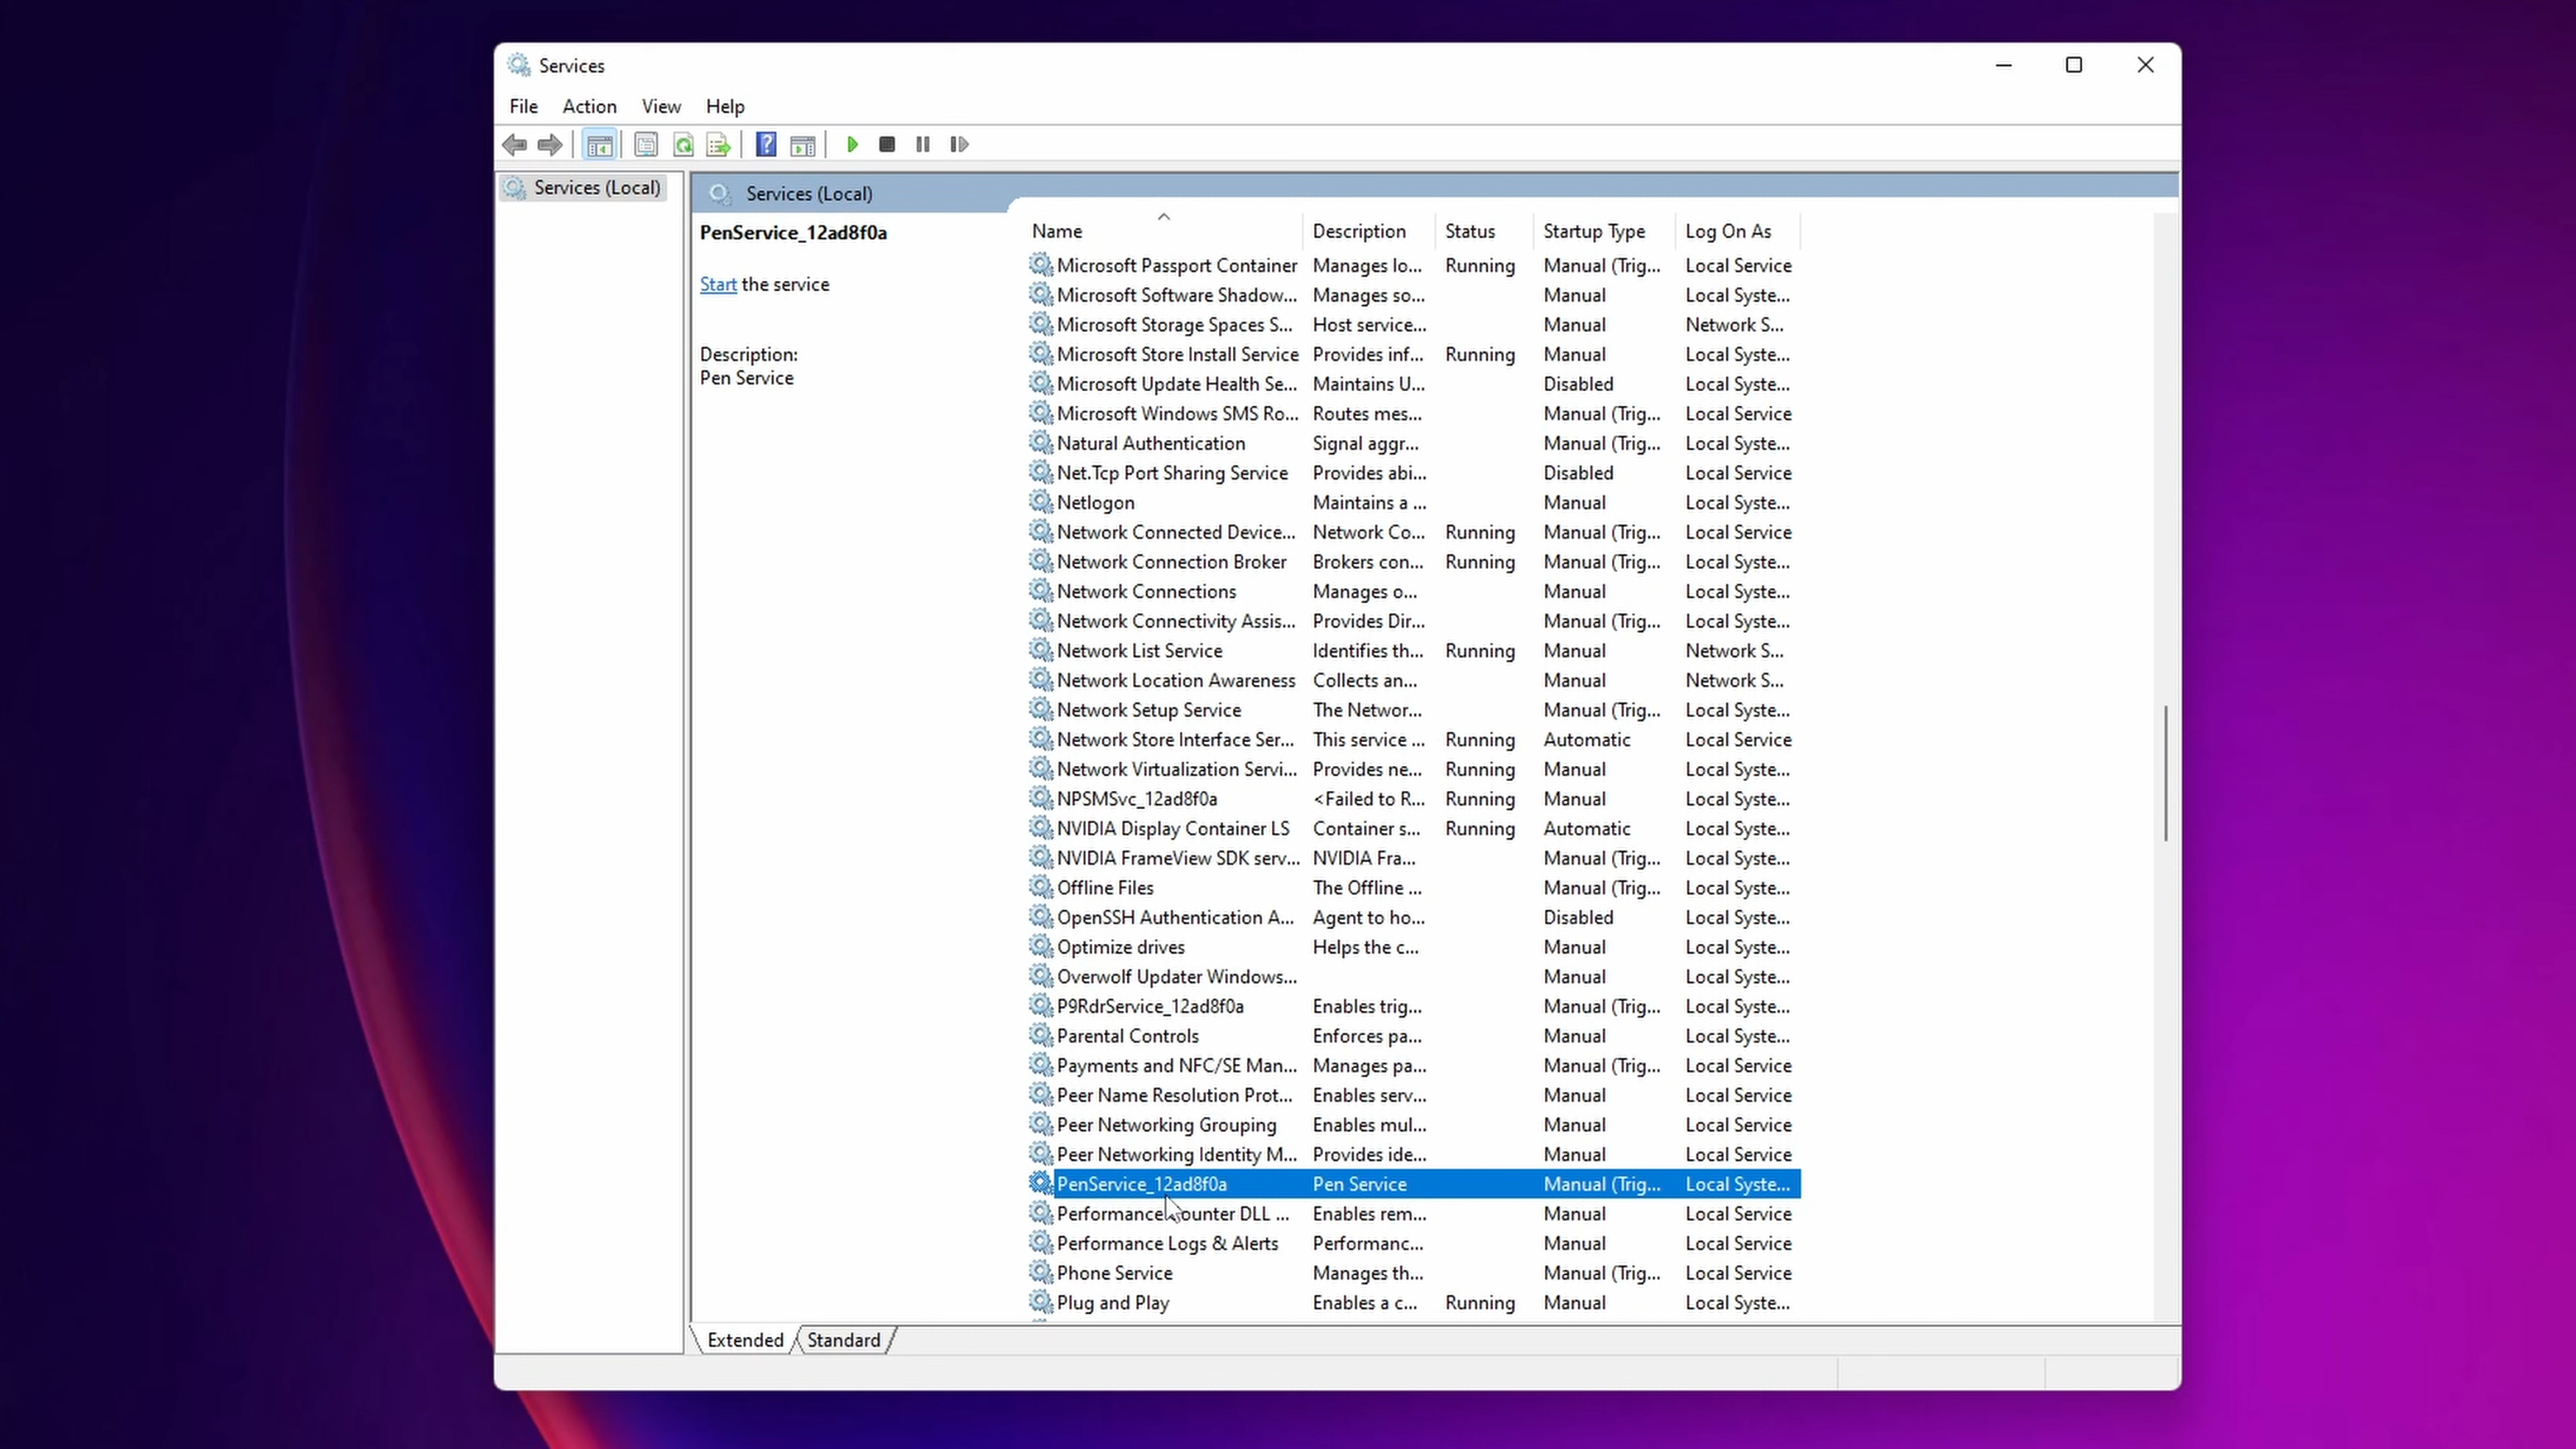 Services
File Action View Help
Services (Local)
Services (Local)
PenService_12ad8f0a
Start the service
Description:
Pen Service
Name Description Status Startup Type Log On As
Microsoft Passport Container Manages lo... Running Manual (Trig... Local Service
Microsoft Software Shadow... Manages so... Manual Local Syste...
Microsoft Storage Spaces S... Host service... Manual Network S...
Microsoft Store Install Service Provides inf... Running Manual Local Syste...
Microsoft Update Health Se... Maintains U... Disabled Local Syste...
Microsoft Windows SMS Ro... Routes mes... Manual (Trig... Local Service
Natural Authentication Signal aggr... Manual (Trig... Local Syste...
Net.Tcp Port Sharing Service Provides abi... Disabled Local Service
Netlogon Maintains a ... Manual Local Syste...
Network Connected Device... Network Co... Running Manual (Trig... Local Service
Network Connection Broker Brokers con... Running Manual (Trig... Local Syste...
Network Connections Manages o... Manual Local Syste...
Network Connectivity Assis... Provides Dir... Manual (Trig... Local Syste...
Network List Service Identifies th... Running Manual Network S...
Network Location Awareness Collects an... Manual Network S...
Network Setup Service The Networ... Manual (Trig... Local Syste...
Network Store Interface Ser... This service ... Running Automatic Local Service
Network Virtualization Servi... Provides ne... Running Manual Local Syste...
NPSMSvc_12ad8f0a <Failed to R... Running Manual Local Syste...
NVIDIA Display Container LS Container s... Running Automatic Local Syste...
NVIDIA FrameView SDK serv... NVIDIA Fra... Manual (Trig... Local Syste...
Offline Files The Offline ... Manual (Trig... Local Syste...
OpenSSH Authentication A... Agent to ho... Disabled Local Syste...
Optimize drives Helps the c... Manual Local Syste...
Overwolf Updater Windows... Manual Local Syste...
P9RdrService_12ad8f0a Enables trig... Manual (Trig... Local Syste...
Parental Controls Enforces pa... Manual Local Syste...
Payments and NFC/SE Man... Manages pa... Manual (Trig... Local Service
Peer Name Resolution Prot... Enables serv... Manual Local Service
Peer Networking Grouping Enables mul... Manual Local Service
Peer Networking Identity M... Provides ide... Manual Local Service
PenService_12ad8f0a Pen Service Manual (Trig... Local Syste...
Performance Counter DLL ... Enables rem... Manual Local Service
Performance Logs & Alerts Performanc... Manual Local Service
Phone Service Manages th... Manual (Trig... Local Service
Plug and Play Enables a c... Running Manual Local Syste...
Extended Standard